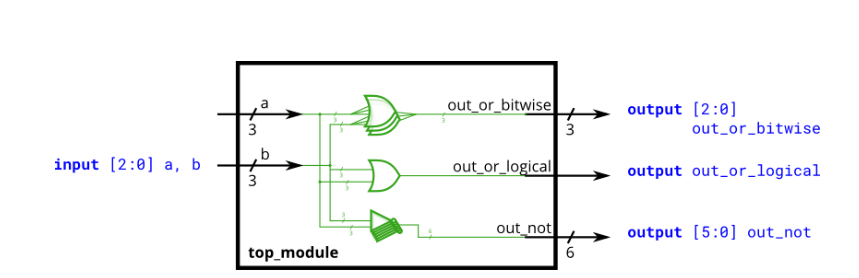 a
out_or_bitwise
3
3
output [2:0]
out_or_bitwise
b
input [2:0] a, b
3
out_or_logical
output out_or_logical
out_not
output [5:0] out_not
top_module
6